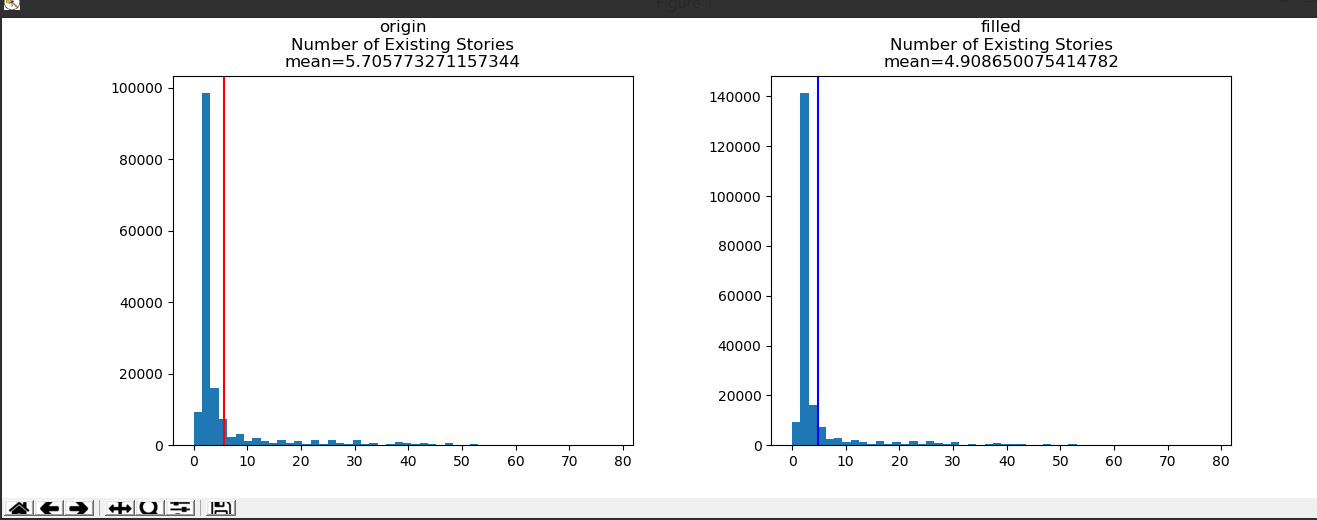 Figure 1
origin
Number of Existing Stories
mean=5.705773271157344
100000
80000
60000
40000
20000
0
0 10 20 30 40 50 60 70 80
filled
Number of Existing Stories
mean=4.908650075414782
140000
120000
100000
80000
60000
40000
20000
0
0 10 20 30 40 50 60 70 80